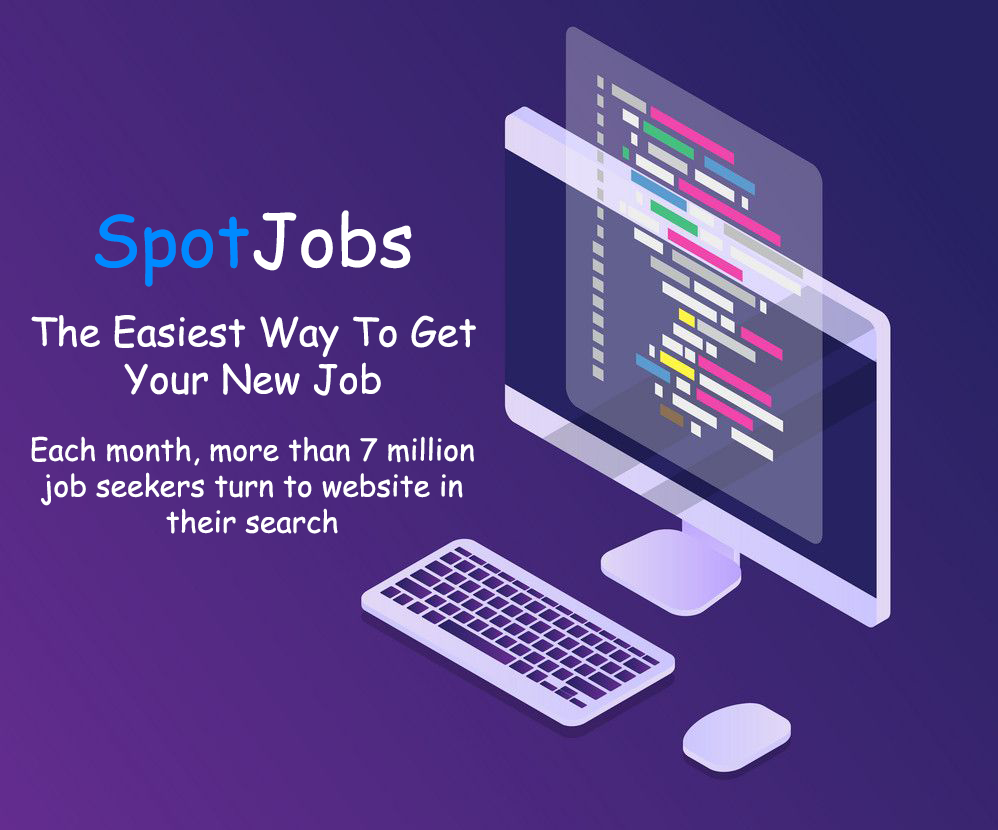 SpotJobs
The Easiest Way To Get
Your New Job
Each month, more than 7 million
job seekers turn to website in
their search